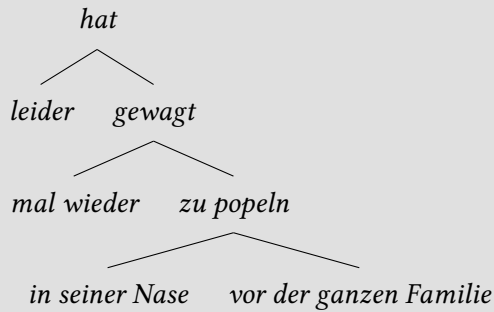 hat
leider gewagt
mal wieder zu popeln
in seiner Nase vor der ganzen Familie